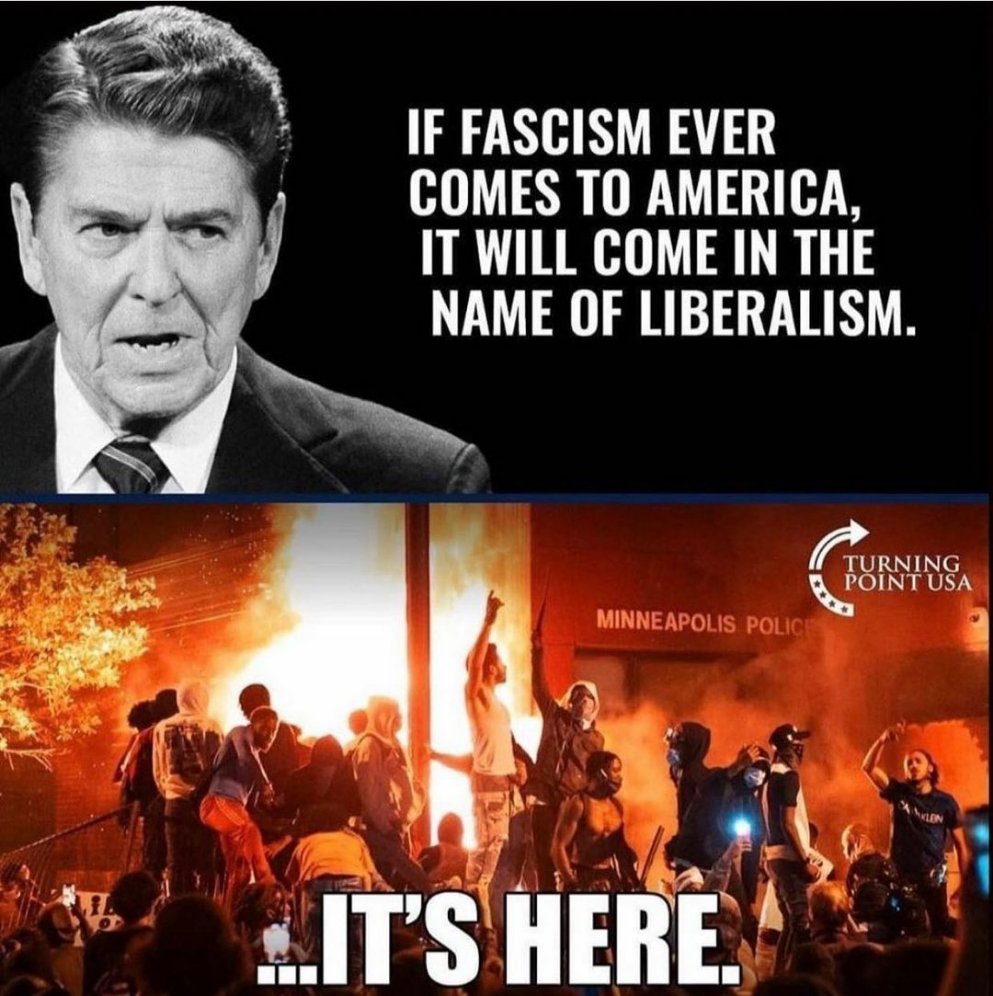 IF FASCISM EVER
COMES TO AMERICA,
IT WILL COME IN THE
NAME OF LIBERALISM.
TURNING
POINT USA
MINNEAPOLIS POLICE
...IT'S HERE.